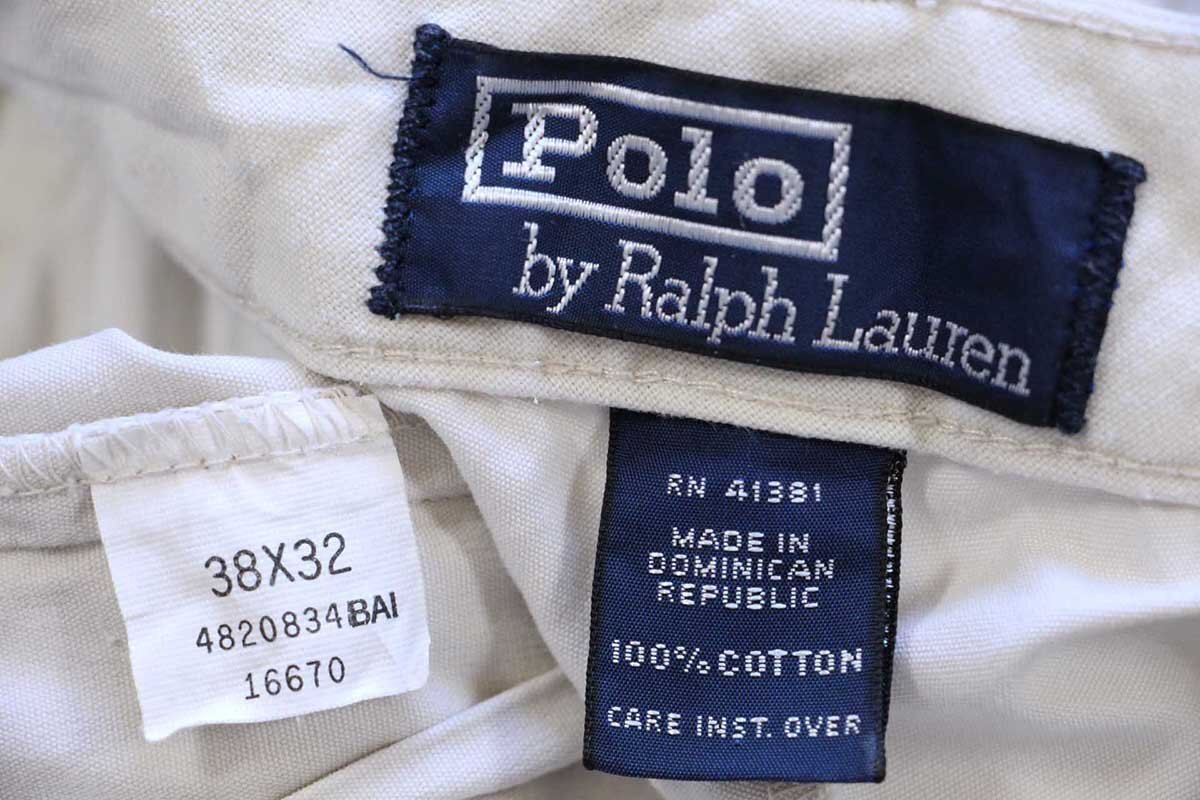 Polo
by Ralph Lauren
38X32
4820834BAI
16670
RN 41381
MADE IN
DOMINICAN
REPUBLIC
100% COTTON
CARE INST. OVER